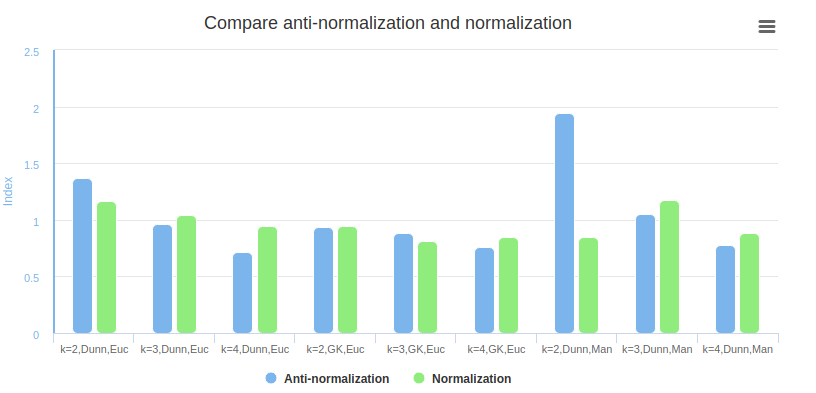 Compare anti-normalization and normalization
Index
2.5
2
1.5
1
0.5
0
k=2,Dunn,Euc k=3,Dunn,Euc k=4,Dunn,Euc k=2,GK,Euc k=3,GK,Euc k=4,GK,Euc k=2,Dunn,Man k=3,Dunn,Man k=4,Dunn,Man
Anti-normalization Normalization